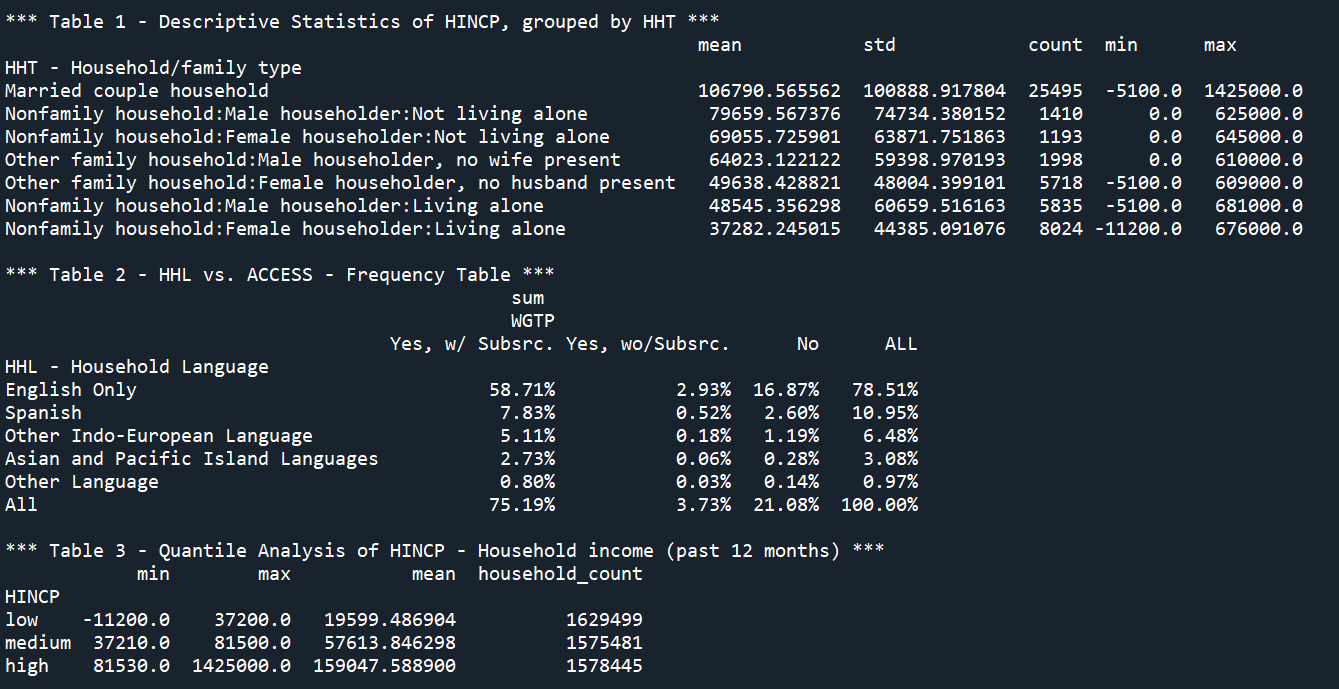 *** Table 1 - Descriptive Statistics of HINCP, grouped by HHT ***
mean std count min max
HHT - Household/family type
Married couple household 106790.565562 100888.917804 25495 -5100.0 1425000.0
Nonfamily household:Male householder:Not living alone 79659.567376 74734.380152 1410 0.0 625000.0
Nonfamily household:Female householder:Not living alone 69055.725901 63871.751863 1193 0.0 645000.0
Other family household:Male householder, no wife present 64023.122122 59398.970193 1998 0.0 610000.0
Other family household:Female householder, no husband present 49638.428821 48004.399101 5718 -5100.0 609000.0
Nonfamily household:Male householder:Living alone 48545.356298 60659.516163 5835 -5100.0 681000.0
Nonfamily household:Female householder:Living alone 37282.245015 44385.091076 8024 -11200.0 676000.0
*** Table 2 - HHL vs. ACCESS - Frequency Table ***
sum
WGTP
Yes, w/ Subsrc. Yes, wo/Subsrc. No ALL
HHL - Household Language
English Only 58.71% 2.93% 16.87% 78.51%
Spanish 7.83% 0.52% 2.60% 10.95%
Other Indo-European Language 5.11% 0.18% 1.19% 6.48%
Asian and Pacific Island Languages 2.73% 0.06% 0.28% 3.08%
Other Language 0.80% 0.03% 0.14% 0.97%
All 75.19% 3.73% 21.08% 100.00%
*** Table 3 - Quantile Analysis of HINCP - Household income (past 12 months) ***
min max mean household_count
HINCP
low -11200.0 37200.0 19599.486904 1629499
medium 37210.0 81500.0 57613.846298 1575481
high 81530.0 1425000.0 159047.588900 1578445